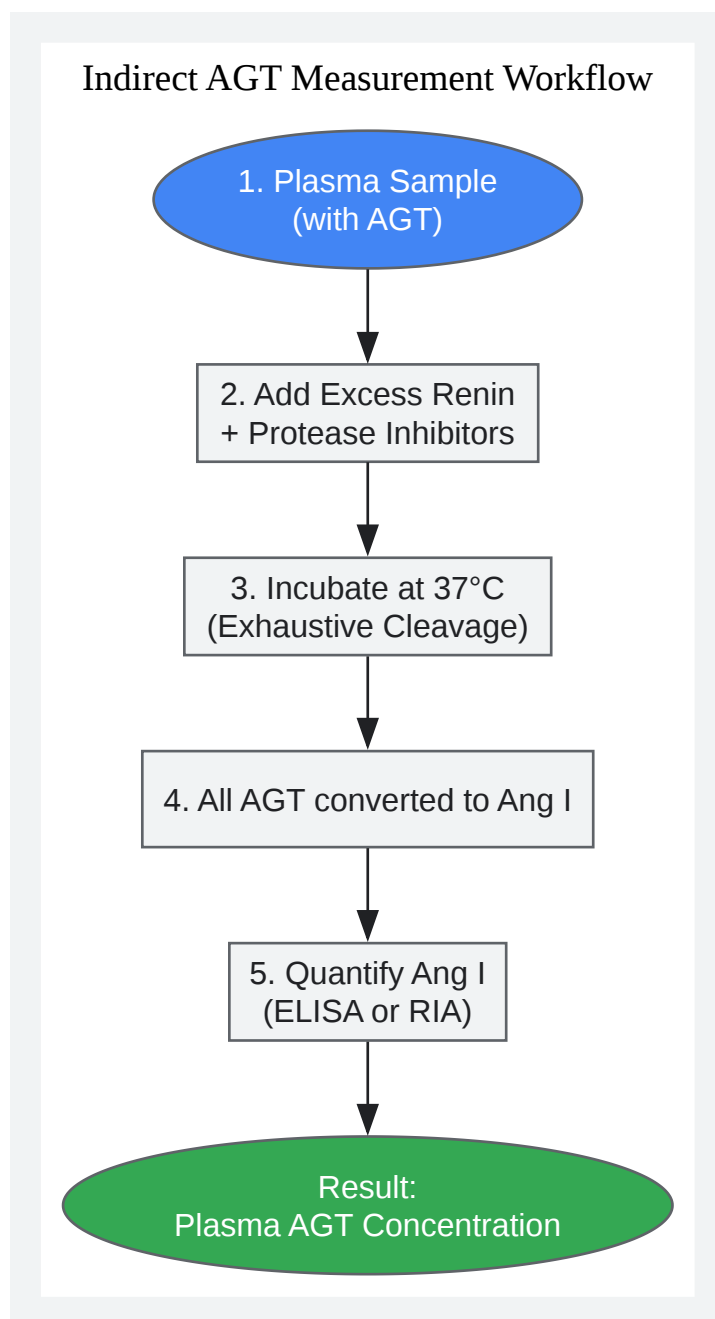 Indirect AGT Measurement Workflow
1. Plasma Sample
(with AGT)
2. Add Excess Renin
+ Protease Inhibitors
3. Incubate at 37°C
(Exhaustive Cleavage)
4. All AGT converted to Ang I
5. Quantify Ang I
(ELISA or RIA)
Result:
Plasma AGT Concentration